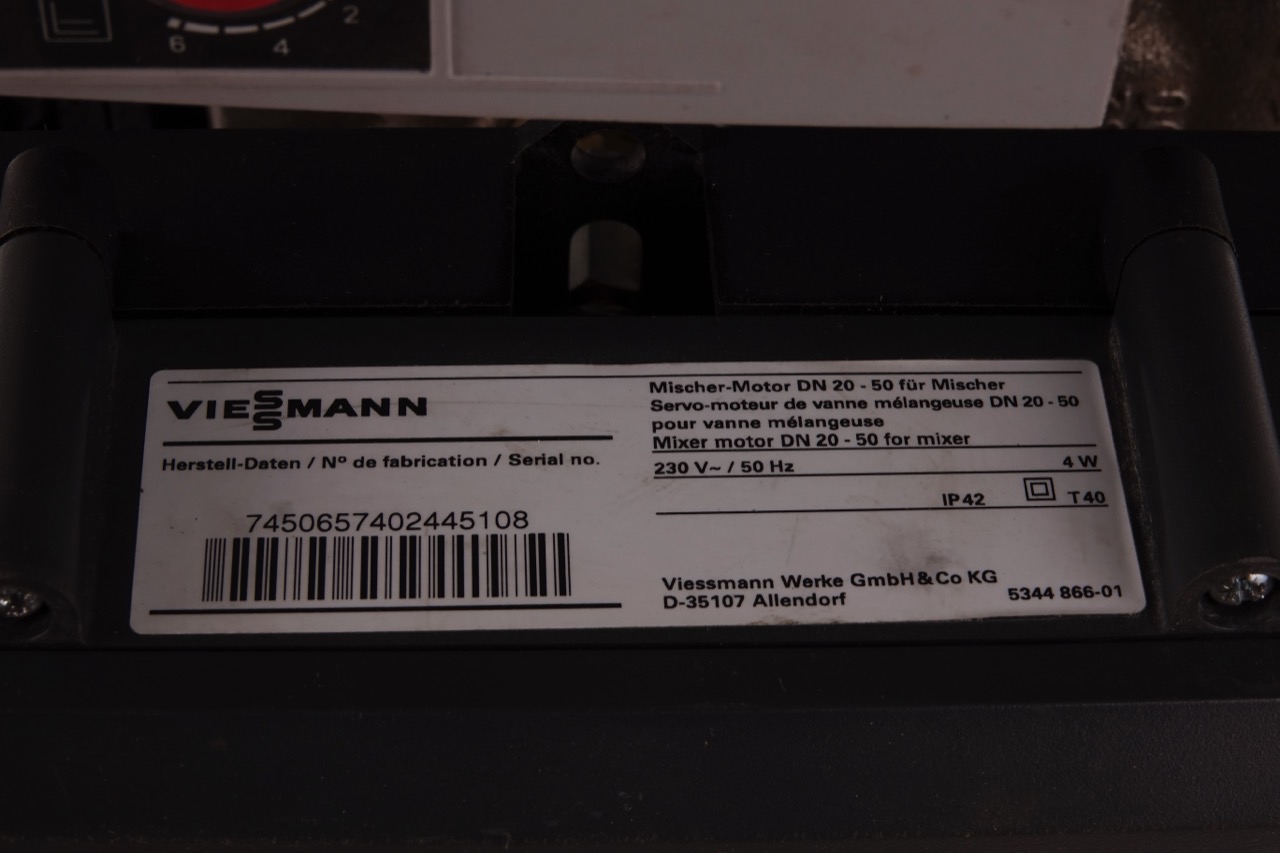 2
6 4
VIESSMANN
Herstell-Daten / Nº de fabrication / Serial no.
7450657402445108
Mischer-Motor DN 20 - 50 für Mischer
Servo-moteur de vanne mélangeuse DN 20 - 50
pour vanne mélangeuse
Mixer motor DN 20 - 50 for mixer
230 V~ / 50 Hz 4 W
IP42 T40
Viessmann Werke GmbH&Co KG
D-35107 Allendorf
5344 866-01